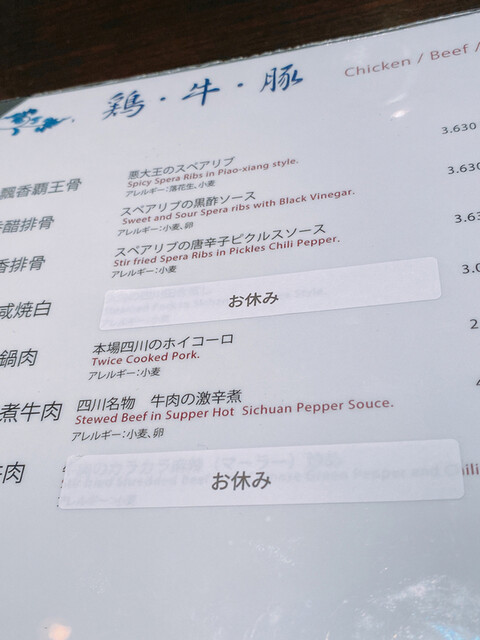 鶏・牛・豚 Chicken / Beef /
3.630
飄香覇王骨 悪大王のスペアリブ
Spicy Spera Ribs in Piao-xiang style.
アレルギー：落花生、小麦
3.630
醋排骨 スペアリブの黒酢ソース
Sweet and Sour Spera ribs with Black Vinegar.
アレルギー：小麦、卵
3.63
香排骨 スペアリブの唐辛子ピクルスソース
Stir fried Spera Ribs in Pickles Chili Pepper.
アレルギー：小麦
3.0
咸焼白 お休み
鍋肉 本場四川のホイコーロ
Twice Cooked Pork.
アレルギー：小麦
2
煮牛肉 四川名物 牛肉の激辛煮
Stewed Beef in Supper Hot Sichuan Pepper Souce.
アレルギー：小麦、卵
4
肉 お休み